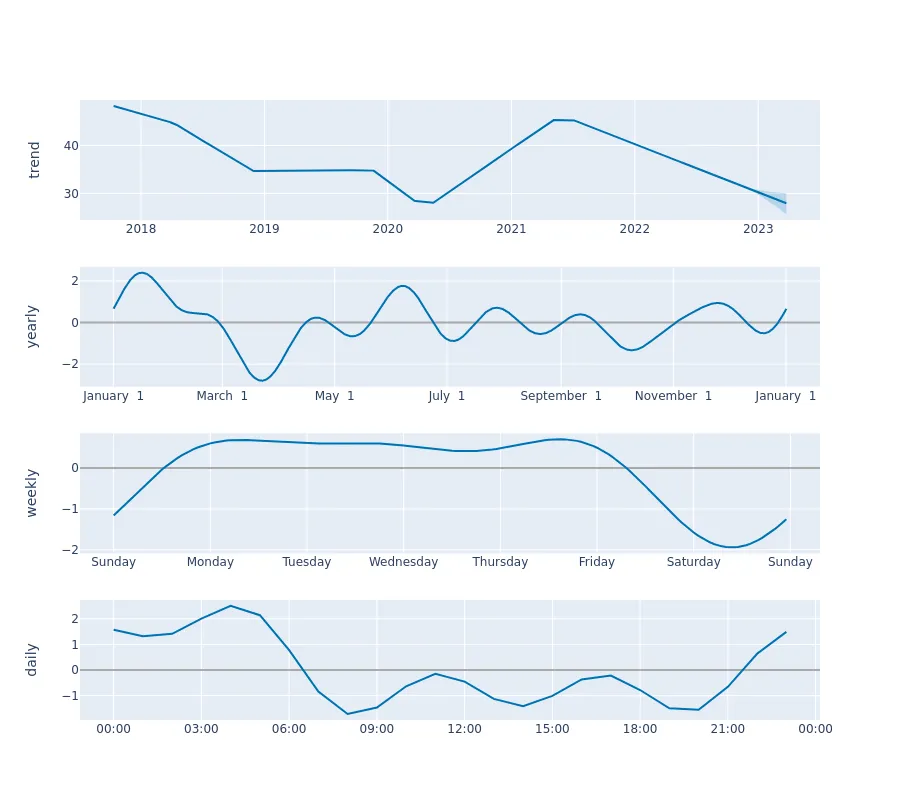 trend
40
30
2018 2019 2020 2021 2022 2023
yearly
2
0
−2
January 1 March 1 May 1 July 1 September 1 November 1 January 1
weekly
0
−1
−2
Sunday Monday Tuesday Wednesday Thursday Friday Saturday Sunday
daily
2
1
0
−1
00:00 03:00 06:00 09:00 12:00 15:00 18:00 21:00 00:00